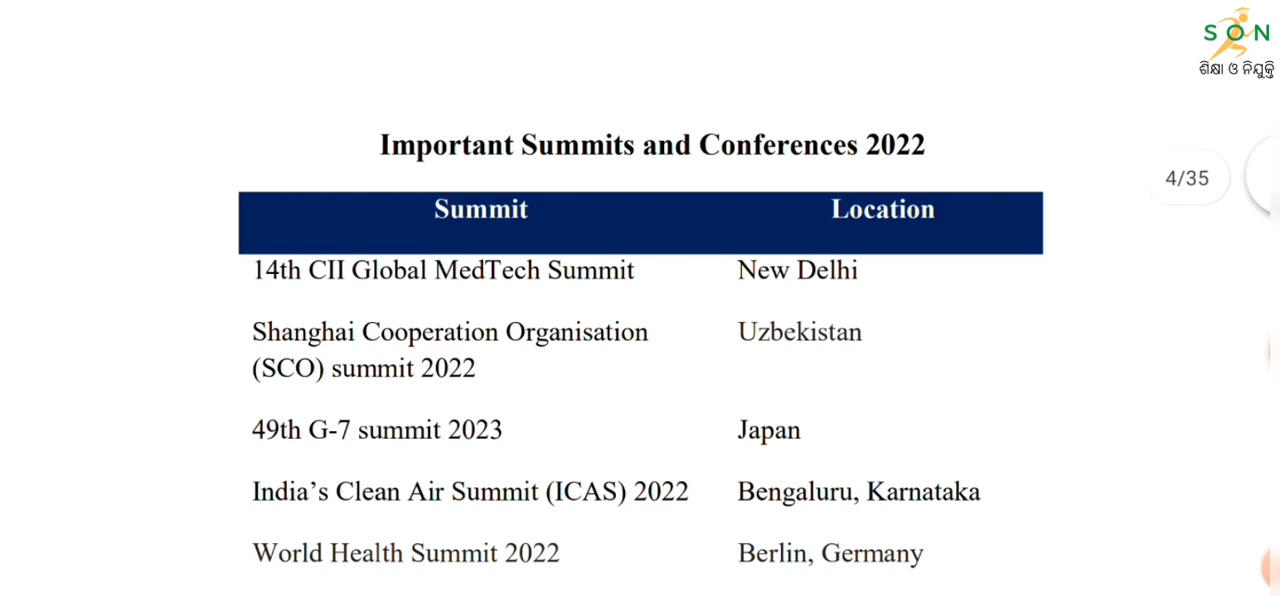 SON
ଶିକ୍ଷା ଓ ନିଯୁକ୍ତି
Important Summits and Conferences 2022
4/35
Summit Location
14th CII Global MedTech Summit New Delhi
Shanghai Cooperation Organisation Uzbekistan
(SCO) summit 2022
49th G-7 summit 2023 Japan
India’s Clean Air Summit (ICAS) 2022 Bengaluru, Karnataka
World Health Summit 2022 Berlin, Germany